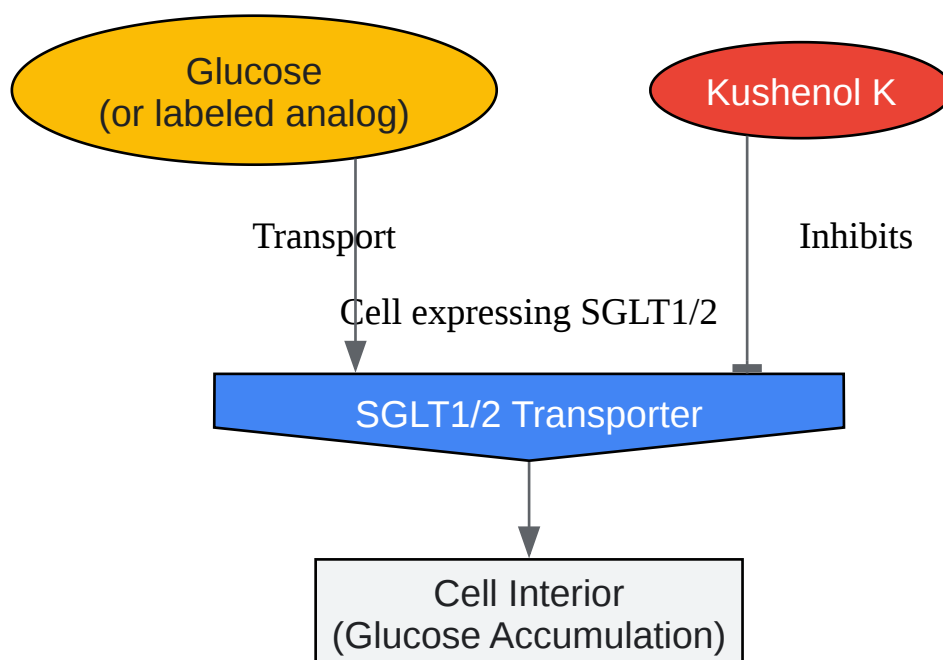 Glucose
(or labeled analog)
Kushenol K
Transport
Inhibits
Cell expressing SGLT1/2
SGLT1/2 Transporter
Cell Interior
(Glucose Accumulation)